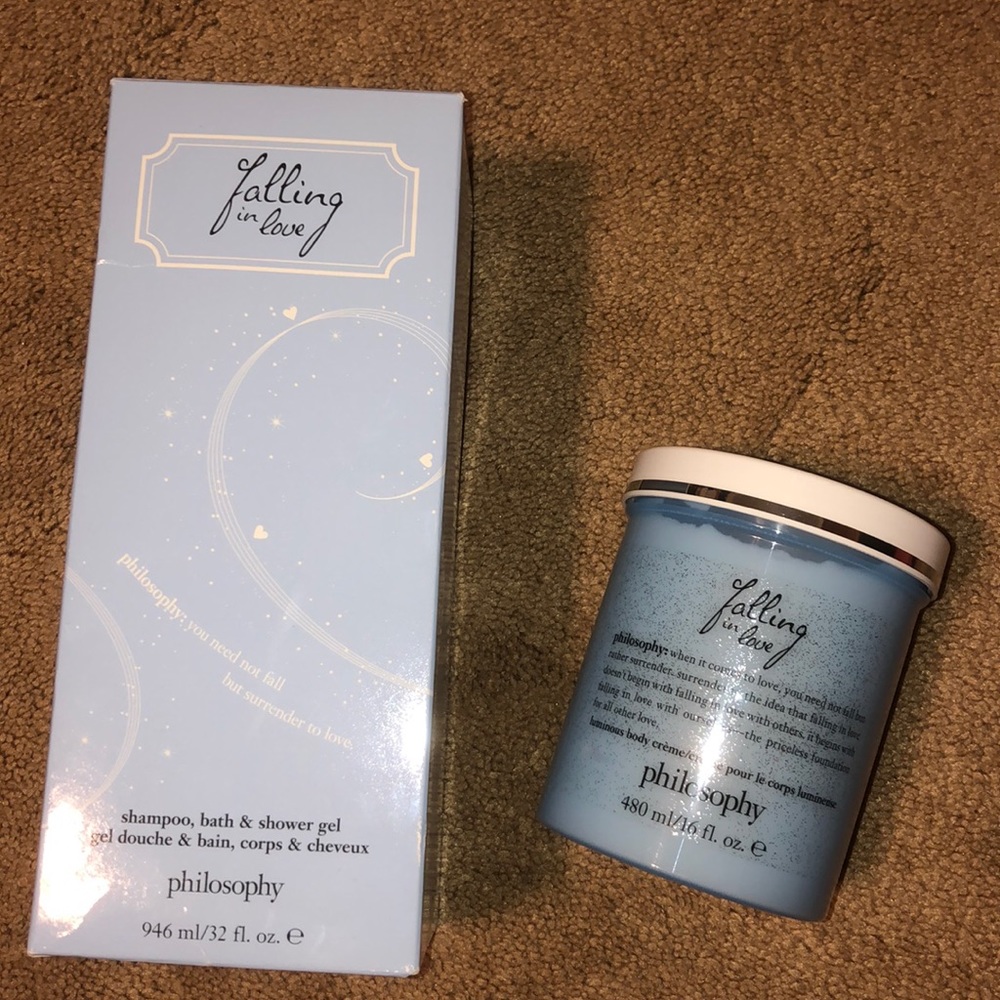 falling
in love
philosophy: you need not fall
but surrender to love.
shampoo, bath & shower gel
gel douche & bain, corps & cheveux
philosophy
946 ml/32 fl. oz. e
falling
in love
philosophy: when it comes to love, you need not fall but
rather surrender. surrender to the idea that falling in love
doesn't begin with falling in love with others, it begins with
falling in love with the priceless foundation
for all other love.
luminous body crème/crème pour le corps lumineuse
philosophy
480 ml/16 fl. oz. e